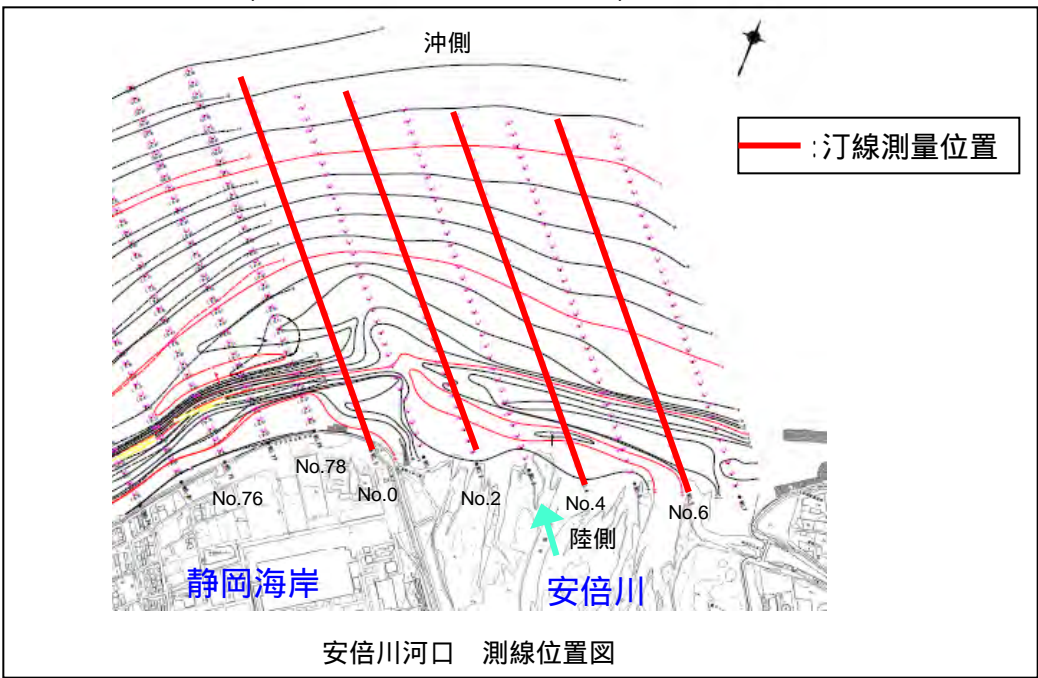 沖側
:汀線測量位置
No.78
No.76
No.0
No.2
No.4
No.6
陸側
静岡海岸
安倍川
安倍川河口 測線位置図